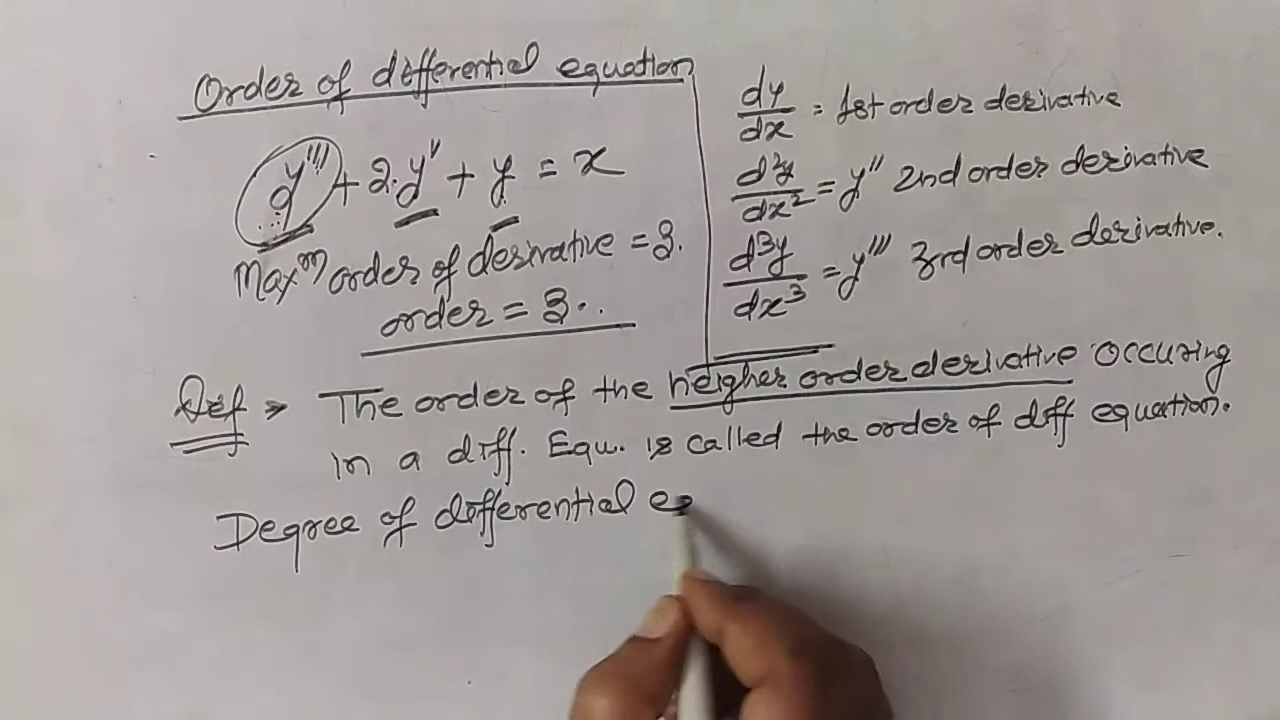 Order of differential equation
y''' + 2.y'' + y = x
Max^m order of derivative = 3.
order = 3.
dy/dx = 1st order derivative
d²y/dx² = y'' 2nd order derivative
d³y/dx³ = y''' 3rd order derivative.
Def → The order of the heigher order derivative occuring
in a diff. Equ. is called the order of diff equation.
Degree of differential e